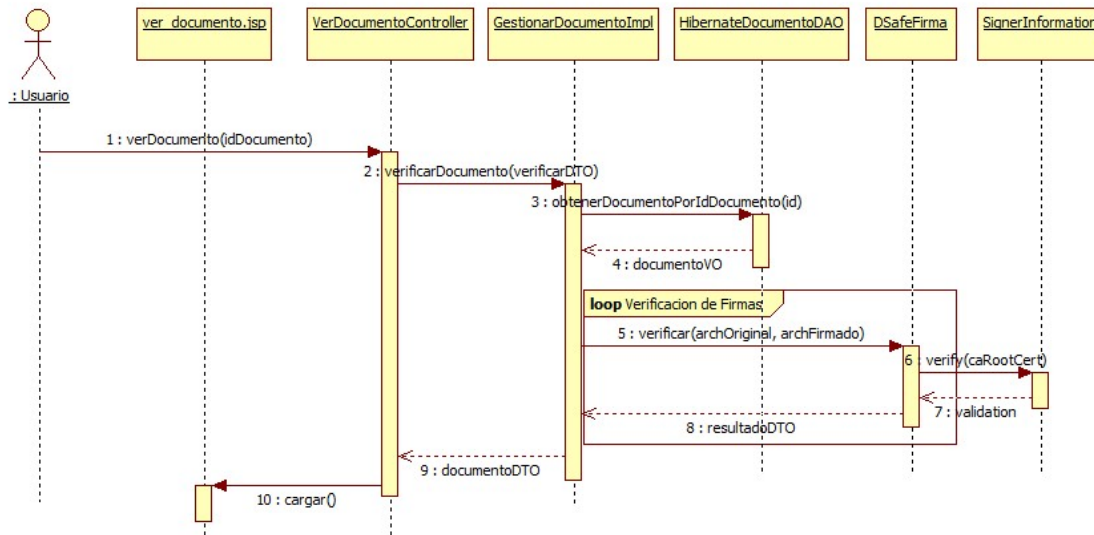 ver_documento.jsp
VerDocumentoController
GestionarDocumentoImpl
HibernateDocumentoDAO
DSafeFirma
SignerInformation
: Usuario
1 : verDocumento(idDocumento)
2 : verificarDocumento(verificarDTO)
3 : obtenerDocumentoPorIdDocumento(id)
4 : documentoVO
loop Verificacion de Firmas
5 : verificar(archOriginal, archFirmado)
6 : verify(caRootCert)
7 : validation
8 : resultadoDTO
9 : documentoDTO
10 : cargar()